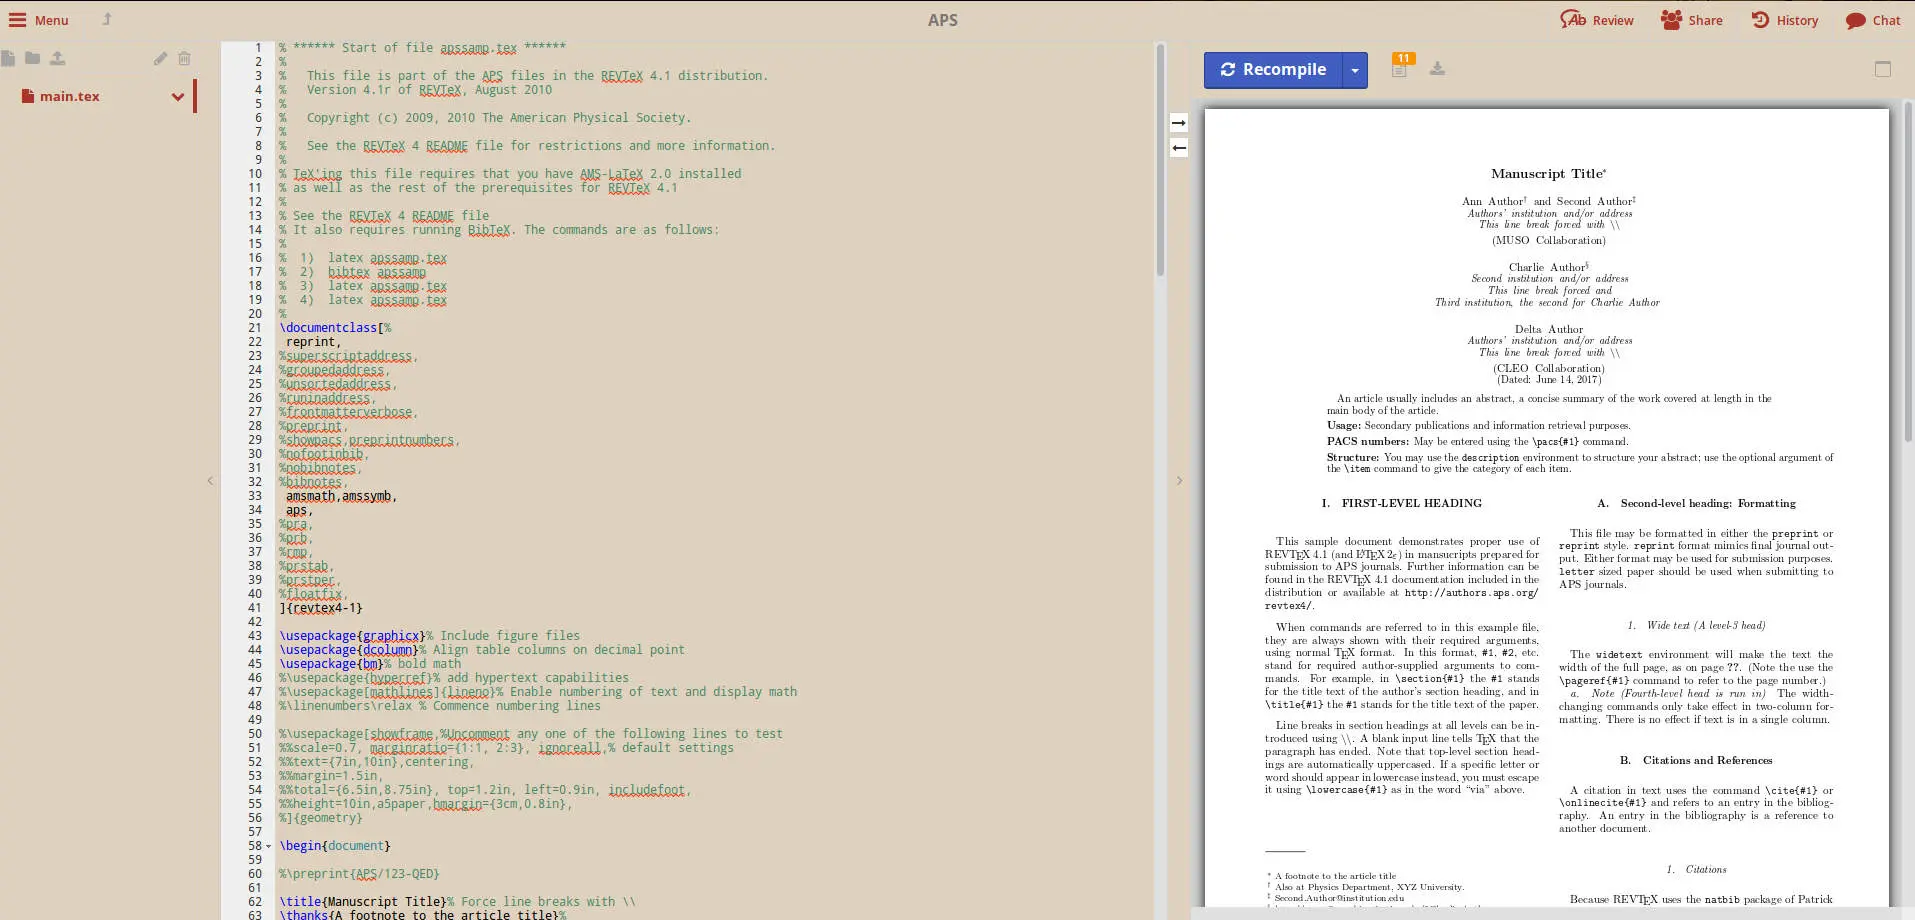 Menu
APS
Review
Share
History
Chat
main.tex
Recompile
11
1 % ****** Start of file apssamp.tex ******
2 %
3 %   This file is part of the APS files in the REVTeX 4.1 distribution.
4 %   Version 4.1r of REVTeX, August 2010
5 %
6 %   Copyright (c) 2009, 2010 The American Physical Society.
7 %
8 %   See the REVTeX 4 README file for restrictions and more information.
9 %
10 % TeX'ing this file requires that you have AMS-LaTeX 2.0 installed
11 % as well as the rest of the prerequisites for REVTeX 4.1
12 %
13 % See the REVTeX 4 README file
14 % It also requires running BibTeX. The commands are as follows:
15 %
16 %  1)  latex apssamp.tex
17 %  2)  bibtex apssamp
18 %  3)  latex apssamp.tex
19 %  4)  latex apssamp.tex
20 %
21 \documentclass[%
22  reprint,
23 %superscriptaddress,
24 %groupedaddress,
25 %unsortedaddress,
26 %runinaddress,
27 %frontmatterverbose,
28 %preprint,
29 %showpacs,preprintnumbers,
30 %nofootinbib,
31 %nobibnotes,
32 %bibnotes,
33  amsmath,amssymb,
34  aps,
35 %pra,
36 %prb,
37 %rmp,
38 %prstab,
39 %prstper,
40 %floatfix,
41 ]{revtex4-1}
42
43 \usepackage{graphicx}% Include figure files
44 \usepackage{dcolumn}% Align table columns on decimal point
45 \usepackage{bm}% bold math
46 %\usepackage{hyperref}% add hypertext capabilities
47 %\usepackage[mathlines]{lineno}% Enable numbering of text and display math
48 %\linenumbers\relax % Commence numbering lines
49
50 %\usepackage[showframe,%Uncomment any one of the following lines to test
51 %%scale=0.7, marginratio={1:1, 2:3}, ignoreall,% default settings
52 %%text={7in,10in},centering,
53 %%margin=1.5in,
54 %%total={6.5in,8.75in}, top=1.2in, left=0.9in, includefoot,
55 %%height=10in,a5paper,hmargin={3cm,0.8in},
56 %]{geometry}
57
58 \begin{document}
59
60 %\preprint{APS/123-QED}
61
62 \title{Manuscript Title}% Force line breaks with \\
63 \thanks{A footnote to the article title}%
Manuscript Title*
Ann Author† and Second Author‡
Authors' institution and/or address
This line break forced with \\
(MUSO Collaboration)
Charlie Author§
Second institution and/or address
This line break forced and
Third institution, the second for Charlie Author
Delta Author
Authors' institution and/or address
This line break forced with \\
(CLEO Collaboration)
(Dated: June 14, 2017)
An article usually includes an abstract, a concise summary of the work covered at length in the
main body of the article.
Usage: Secondary publications and information retrieval purposes.
PACS numbers: May be entered using the \pacs{#1} command.
Structure: You may use the description environment to structure your abstract; use the optional argument of
the \item command to give the category of each item.
I. FIRST-LEVEL HEADING
This sample document demonstrates proper use of
REVTEX 4.1 (and LATEX 2ε) in mansucripts prepared for
submission to APS journals. Further information can be
found in the REVTEX 4.1 documentation included in the
distribution or available at http://authors.aps.org/
revtex4/.
When commands are referred to in this example file,
they are always shown with their required arguments,
using normal TEX format. In this format, #1, #2, etc.
stand for required author-supplied arguments to com-
mands. For example, in \section{#1} the #1 stands
for the title text of the author's section heading, and in
\title{#1} the #1 stands for the title text of the paper.
Line breaks in section headings at all levels can be in-
troduced using \\. A blank input line tells TEX that the
paragraph has ended. Note that top-level section head-
ings are automatically uppercased. If a specific letter or
word should appear in lowercase instead, you must escape
it using \lowercase{#1} as in the word “via” above.
* A footnote to the article title
† Also at Physics Department, XYZ University.
‡ Second.Author@institution.edu
A. Second-level heading: Formatting
This file may be formatted in either the preprint or
reprint style. reprint format mimics final journal out-
put. Either format may be used for submission purposes.
letter sized paper should be used when submitting to
APS journals.
1. Wide text (A level-3 head)
The widetext environment will make the text the
width of the full page, as on page ??. (Note the use the
\pageref{#1} command to refer to the page number.)
a. Note (Fourth-level head is run in) The width-
changing commands only take effect in two-column for-
matting. There is no effect if text is in a single column.
B. Citations and References
A citation in text uses the command \cite{#1} or
\onlinecite{#1} and refers to an entry in the bibliog-
raphy. An entry in the bibliography is a reference to
another document.
1. Citations
Because REVTEX uses the natbib package of Patrick